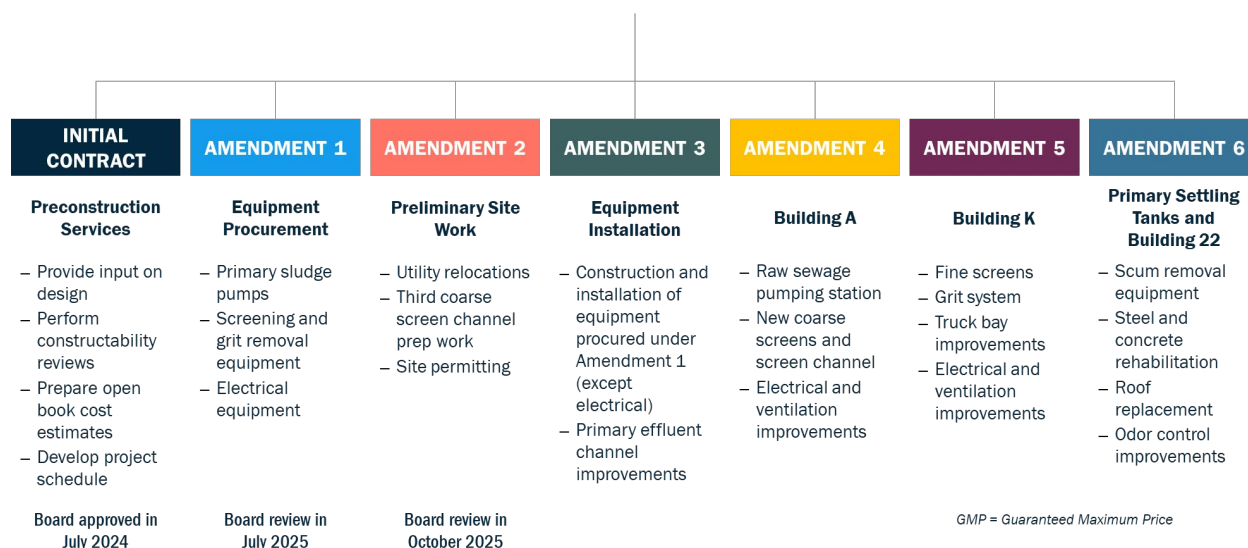 INITIAL
CONTRACT
Preconstruction
Services
– Provide input on
design
– Perform
constructability
reviews
– Prepare open
book cost
estimates
– Develop project
schedule
Board approved in
July 2024
AMENDMENT 1
Equipment
Procurement
– Primary sludge
pumps
– Screening and
grit removal
equipment
– Electrical
equipment
Board review in
July 2025
AMENDMENT 2
Preliminary Site
Work
– Utility relocations
– Third coarse
screen channel
prep work
– Site permitting
Board review in
October 2025
AMENDMENT 3
Equipment
Installation
– Construction and
installation of
equipment
procured under
Amendment 1
(except
electrical)
– Primary effluent
channel
improvements
AMENDMENT 4
Building A
– Raw sewage
pumping station
– New coarse
screens and
screen channel
– Electrical and
ventilation
improvements
AMENDMENT 5
Building K
– Fine screens
– Grit system
– Truck bay
improvements
– Electrical and
ventilation
improvements
AMENDMENT 6
Primary Settling
Tanks and
Building 22
– Scum removal
equipment
– Steel and
concrete
rehabilitation
– Roof
replacement
– Odor control
improvements
GMP = Guaranteed Maximum Price